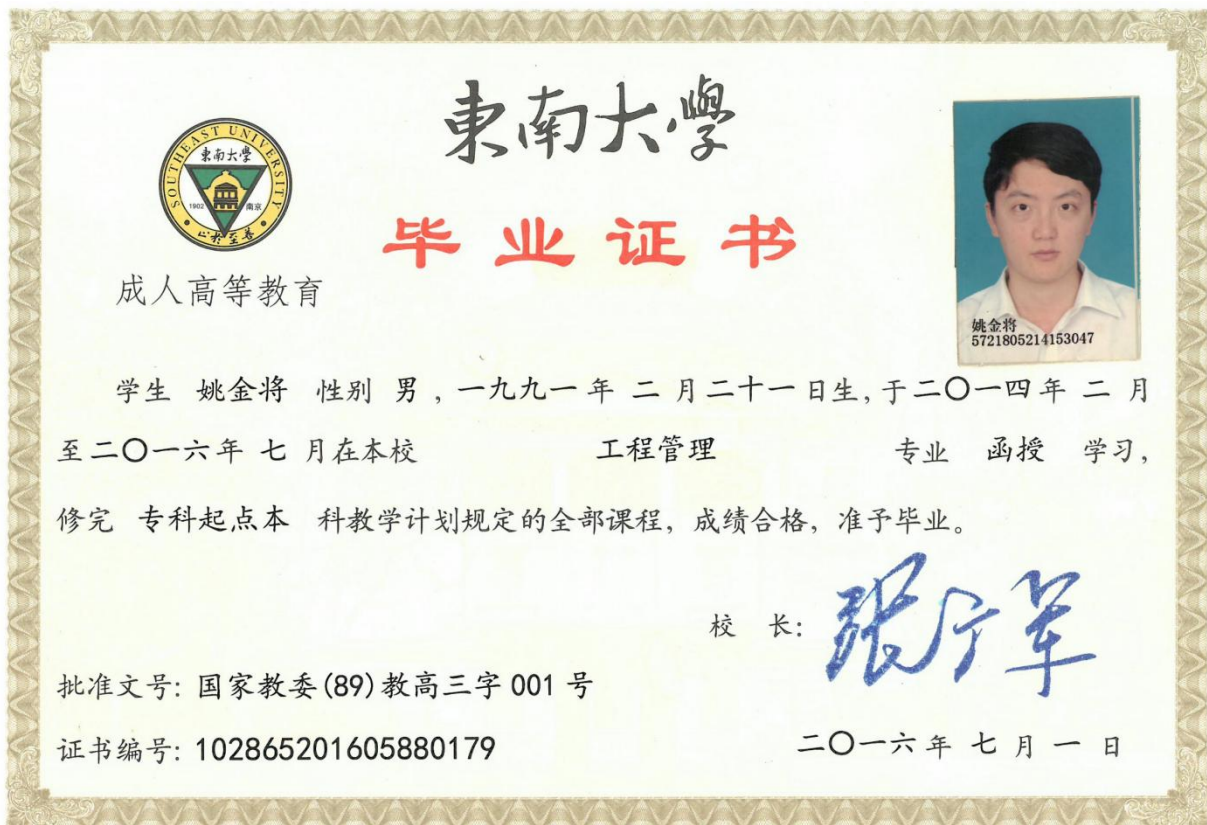 東南大學
SOUTHEAST UNIVERSITY
東南大學
1902 南京
止於至善
毕业证书
成人高等教育
姚金将
5721805214153047
学生 姚金将 性别 男 , 一九九一 年 二 月 二十一 日生, 于 二〇一四 年 二 月
至 二〇一六 年 七 月在本校 工程管理 专业 函授 学习,
修完 专科起点本 科教学计划规定的全部课程, 成绩合格, 准予毕业。
校 长: 张广军
批准文号: 国家教委(89)教高三字 001 号
证书编号: 102865201605880179
二〇一六 年 七 月 一 日